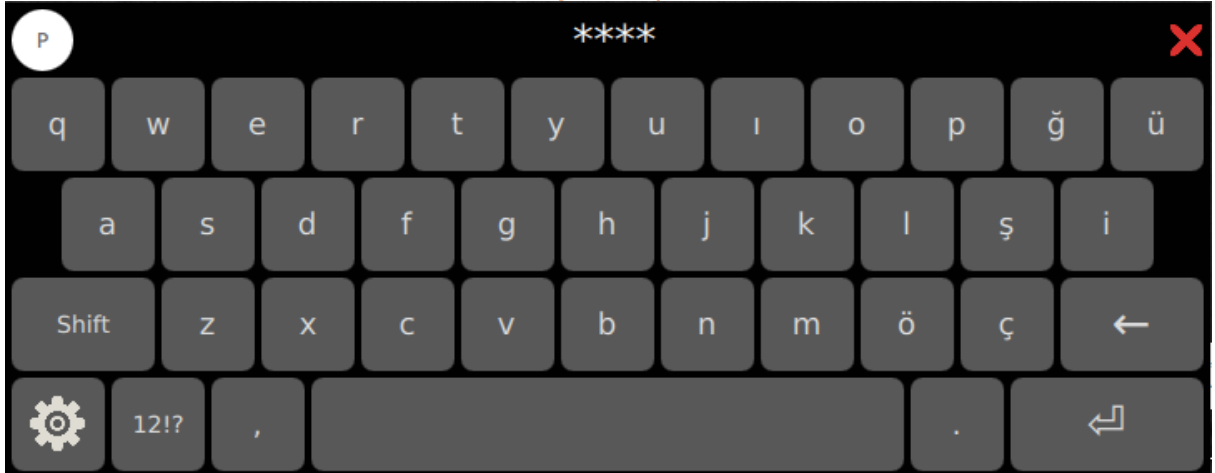 P ****
q w e r t y u ı o p ğ ü
a s d f g h j k l ş i
Shift z x c v b n m ö ç ←
12!? , . ⏎